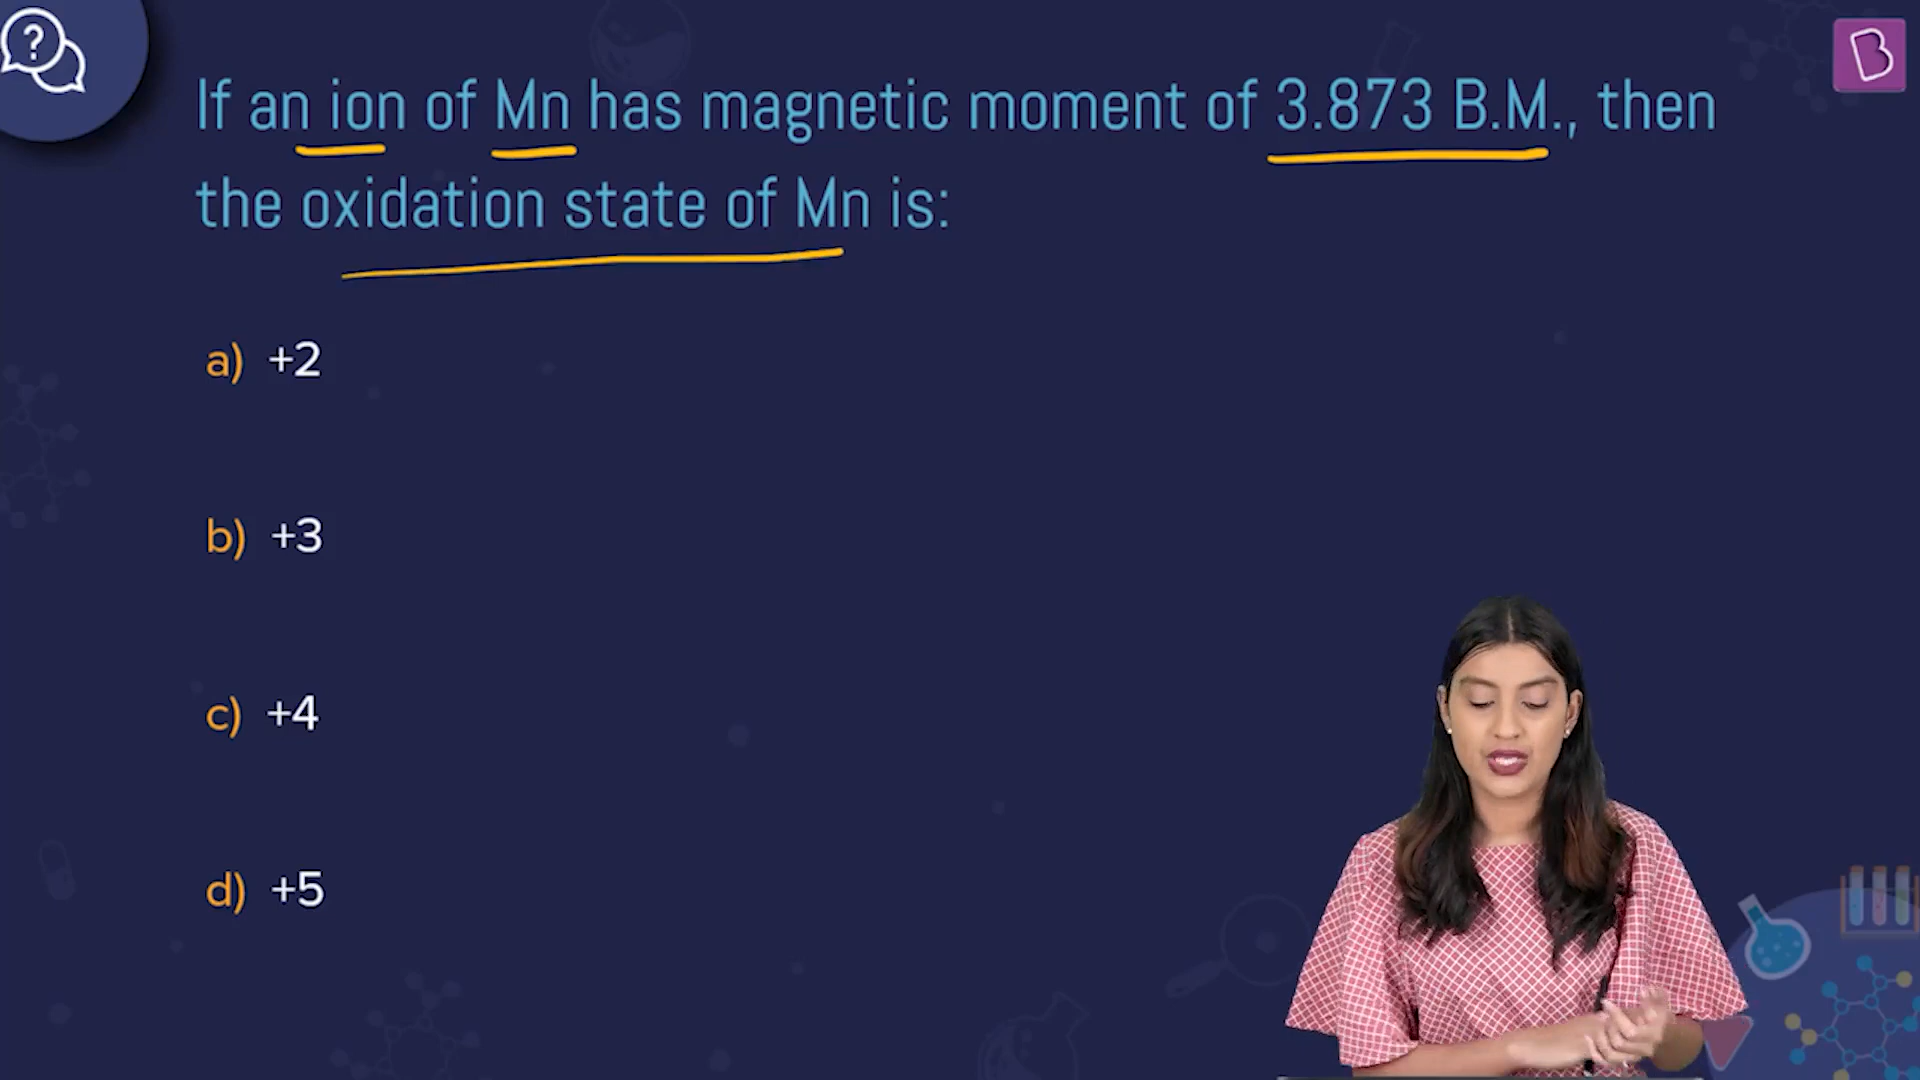 If an ion of Mn has magnetic moment of 3.873 B.M., then
the oxidation state of Mn is:
a) +2
b) +3
c) +4
d) +5